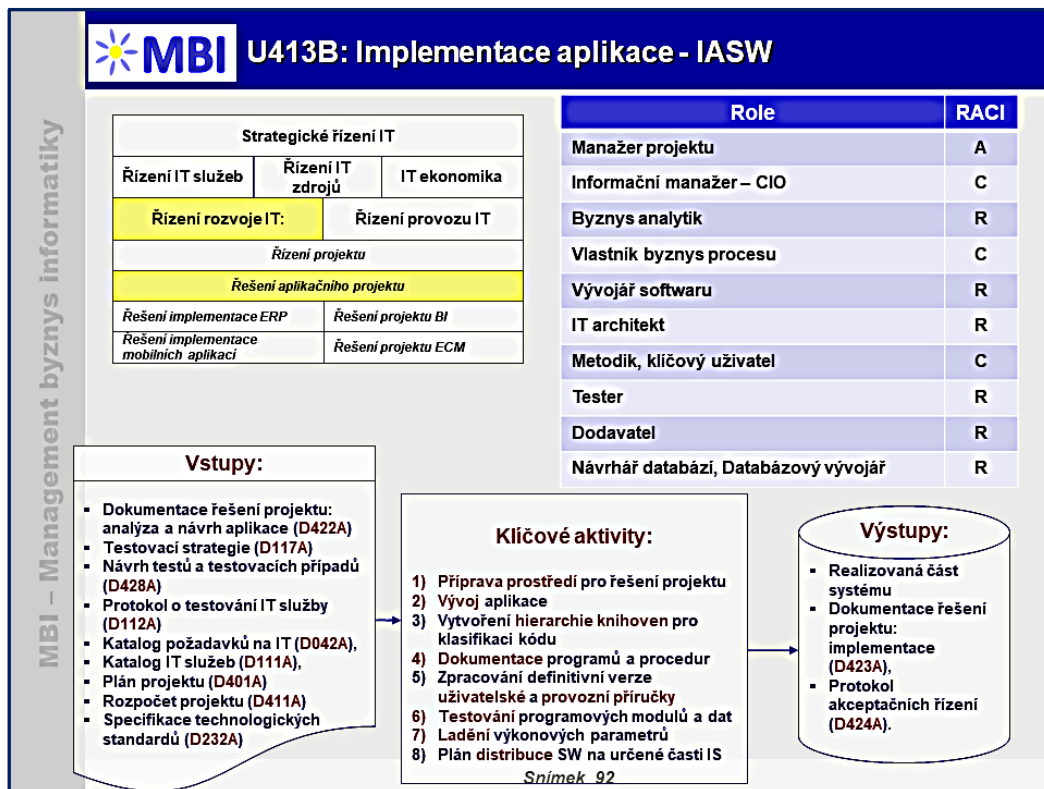 MBI
U413B: Implementace aplikace - IASW
MBI – Management byznys informatiky
Strategické řízení IT
Řízení IT služeb
Řízení IT
zdrojů
IT ekonomika
Řízení rozvoje IT:
Řízení provozu IT
Řízení projektu
Řešení aplikačního projektu
Řešení implementace ERP
Řešení projektu BI
Řešení implementace
mobilních aplikací
Řešení projektu ECM
Role RACI
Manažer projektu A
Informační manažer – CIO C
Byznys analytik R
Vlastník byznys procesu C
Vývojář softwaru R
IT architekt R
Metodik, klíčový uživatel C
Tester R
Dodavatel R
Návrhář databází, Databázový vývojář R
Vstupy:
▪ Dokumentace řešení projektu:
analýza a návrh aplikace (D422A)
▪ Testovací strategie (D117A)
▪ Návrh testů a testovacích případů
(D428A)
▪ Protokol o testování IT služby
(D112A)
▪ Katalog požadavků na IT (D042A),
▪ Katalog IT služeb (D111A),
▪ Plán projektu (D401A)
▪ Rozpočet projektu (D411A)
▪ Specifikace technologických
standardů (D232A)
Klíčové aktivity:
1) Příprava prostředí pro řešení projektu
2) Vývoj aplikace
3) Vytvoření hierarchie knihoven pro
klasifikaci kódu
4) Dokumentace programů a procedur
5) Zpracování definitivní verze
uživatelské a provozní příručky
6) Testování programových modulů a dat
7) Ladění výkonových parametrů
8) Plán distribuce SW na určené časti IS
Výstupy:
▪ Realizovaná část
systému
▪ Dokumentace řešení
projektu:
implementace
(D423A),
▪ Protokol
akceptačních řízení
(D424A).
Snímek 92